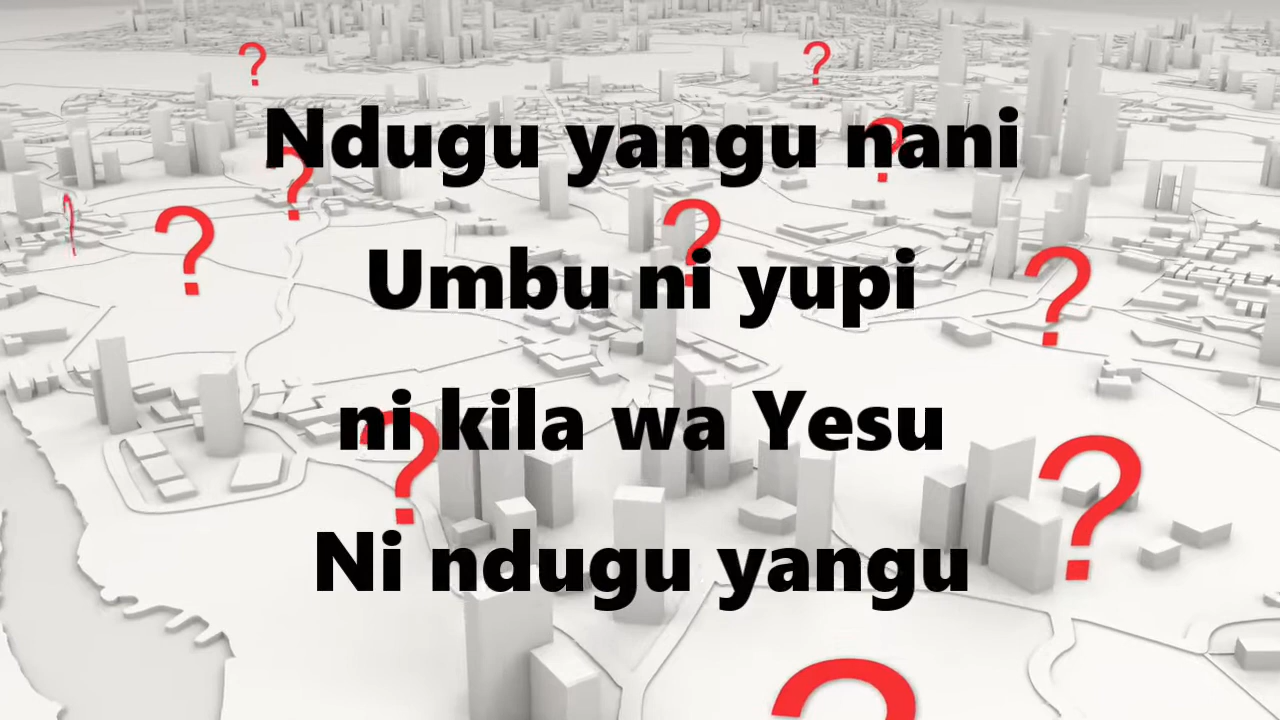 Ndugu yangu nani
Umbu ni yupi
ni kila wa Yesu
Ni ndugu yangu